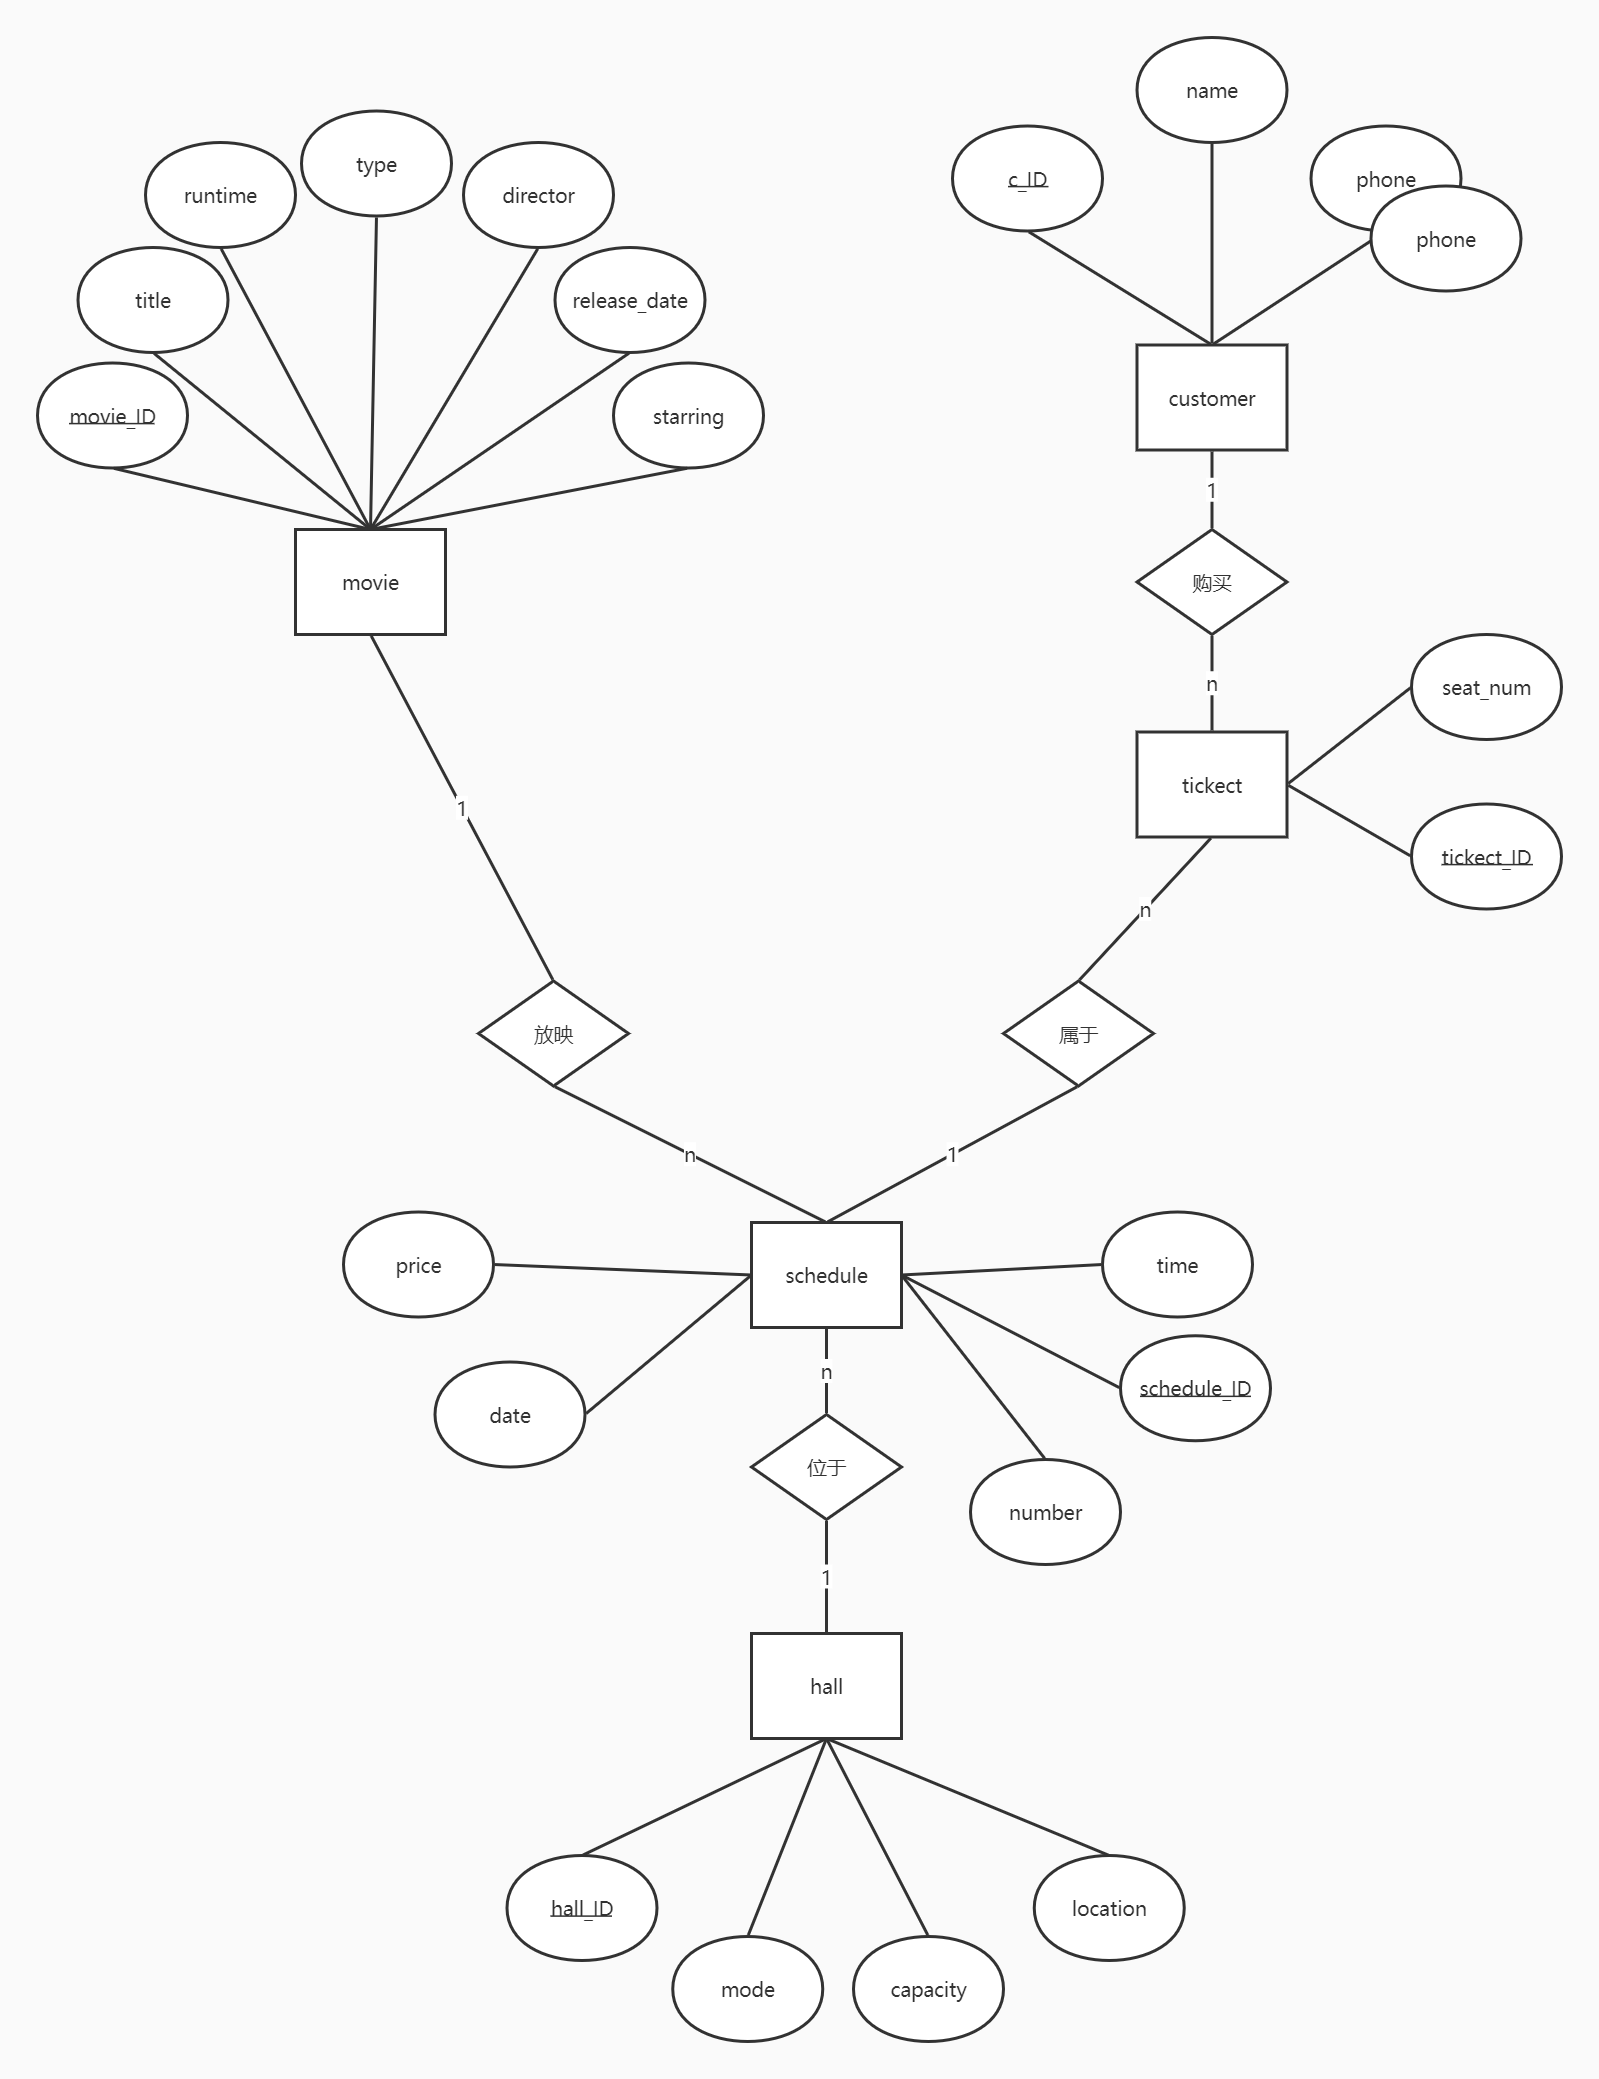 name
type
c_ID
phone
runtime
director
phone
title
release_date
customer
movie_ID
starring
1
movie
购买
n
seat_num
tickect
1
tickect_ID
n
放映
属于
n
1
price
schedule
time
n
schedule_ID
date
位于
number
1
hall
hall_ID
location
mode
capacity